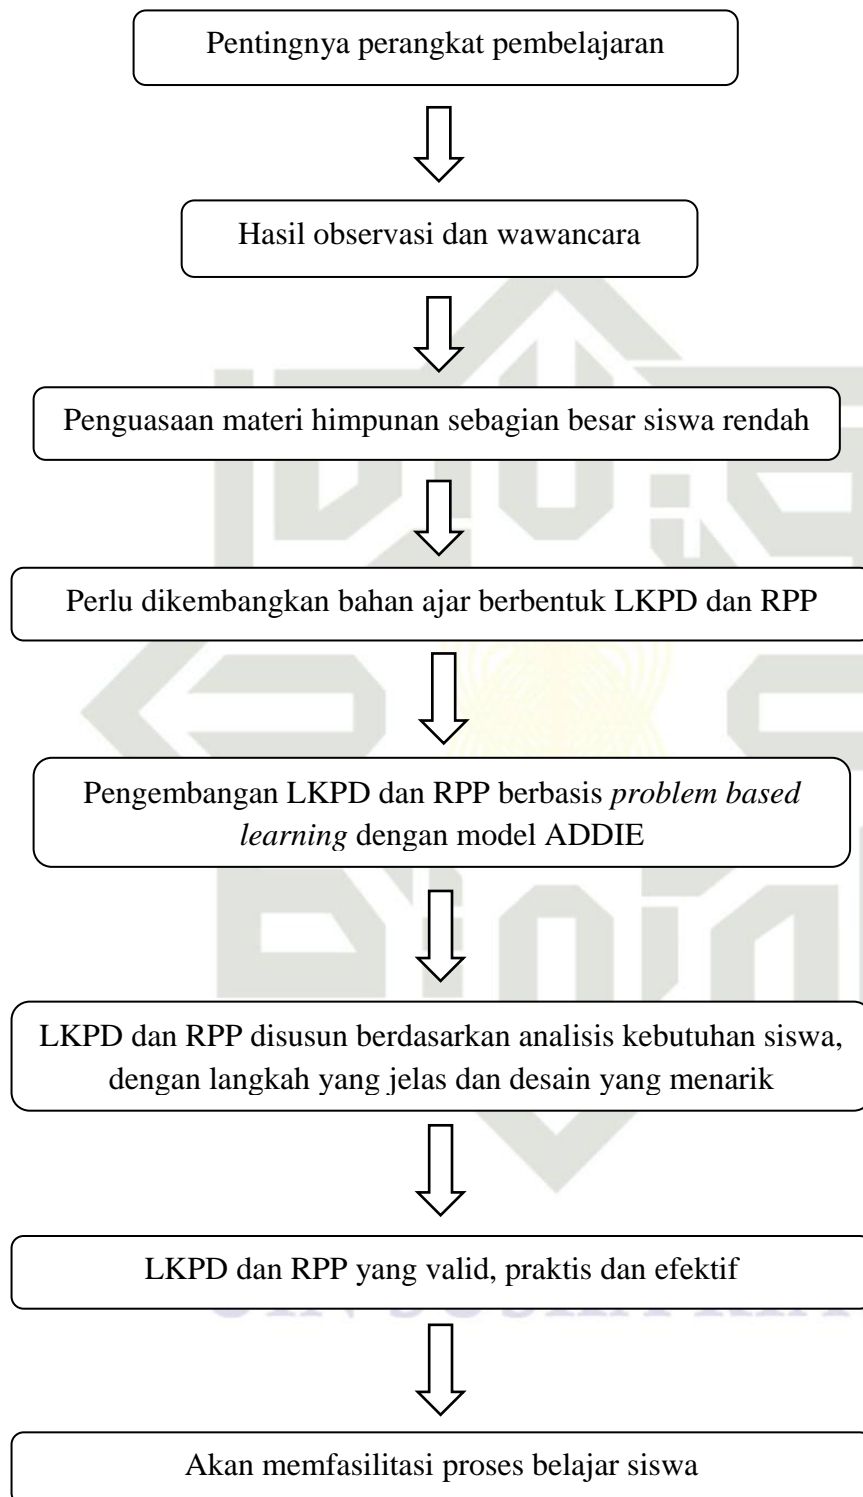 Pentingnya perangkat pembelajaran
Hasil observasi dan wawancara
Penguasaan materi himpunan sebagian besar siswa rendah
Perlu dikembangkan bahan ajar berbentuk LKPD dan RPP
Pengembangan LKPD dan RPP berbasis problem based
learning dengan model ADDIE
LKPD dan RPP disusun berdasarkan analisis kebutuhan siswa,
dengan langkah yang jelas dan desain yang menarik
LKPD dan RPP yang valid, praktis dan efektif
Akan memfasilitasi proses belajar siswa